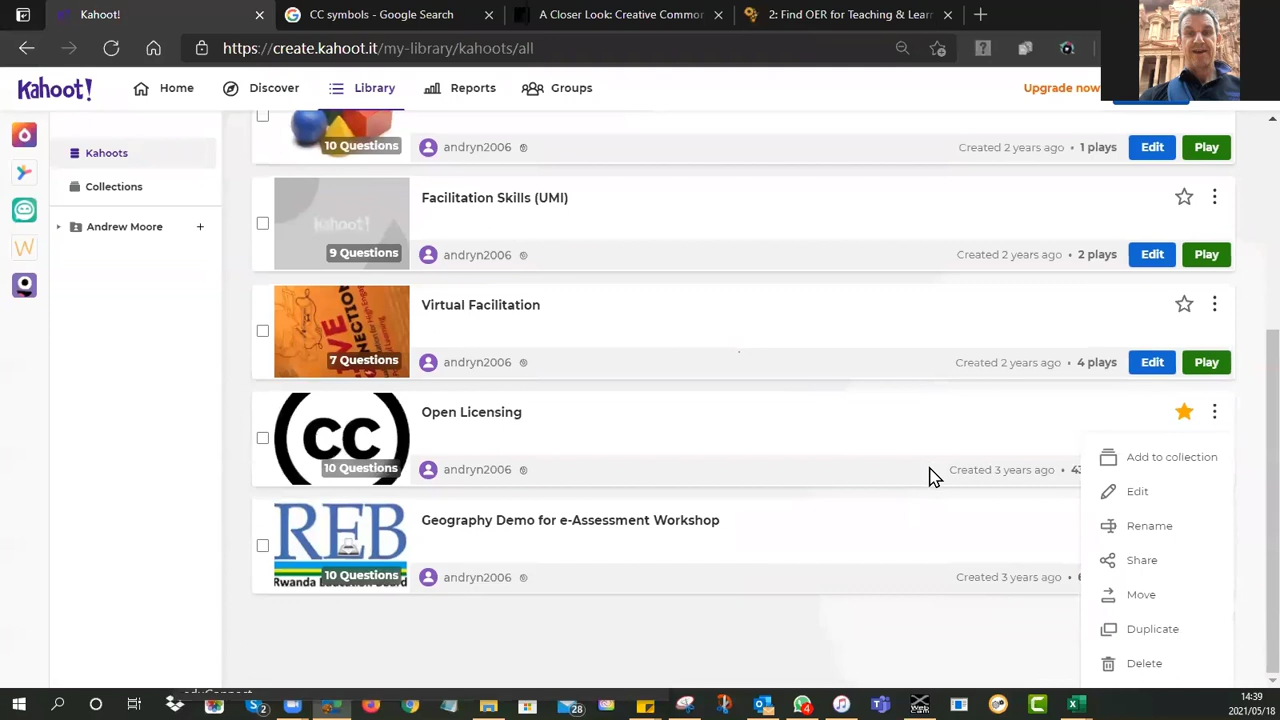 Kahoot!
CC symbols - Google Search
A Closer Look: Creative Commor
2: Find OER for Teaching & Lear
https://create.kahoot.it/my-library/kahoots/all
Kahoot!
Home
Discover
Library
Reports
Groups
Upgrade now
Kahoots
Collections
Andrew Moore
10 Questions
andryn2006
Created 2 years ago • 1 plays
Edit
Play
Facilitation Skills (UMI)
Kahoot!
9 Questions
andryn2006
Created 2 years ago • 2 plays
Edit
Play
Virtual Facilitation
7 Questions
andryn2006
Created 2 years ago • 4 plays
Edit
Play
Open Licensing
CC
10 Questions
andryn2006
Created 3 years ago •
Geography Demo for e-Assessment Workshop
REB
10 Questions
andryn2006
Created 3 years ago •
Add to collection
Edit
Rename
Share
Move
Duplicate
Delete
14:39
2021/05/18